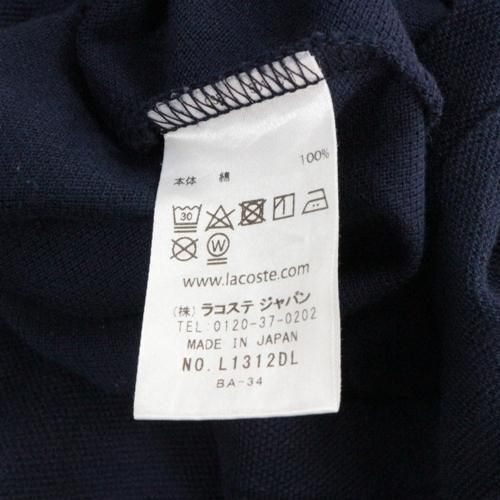 100%
本体 綿
30
W
www.lacoste.com
(株) ラコステ ジャパン
TEL:0120-37-0202
MADE IN JAPAN
NO. L1312DL
BA-34